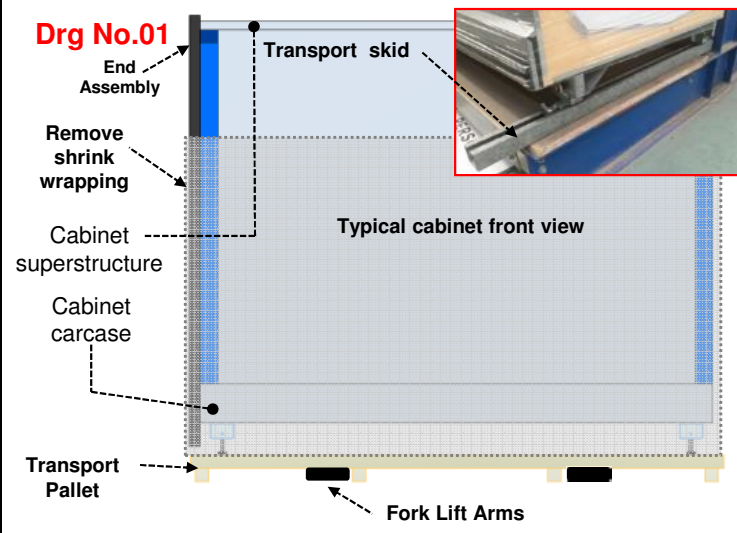 Drg No.01
End
Assembly
Transport skid
Remove
shrink
wrapping
Typical cabinet front view
Cabinet
superstructure
Cabinet
carcase
Transport
Pallet
Fork Lift Arms